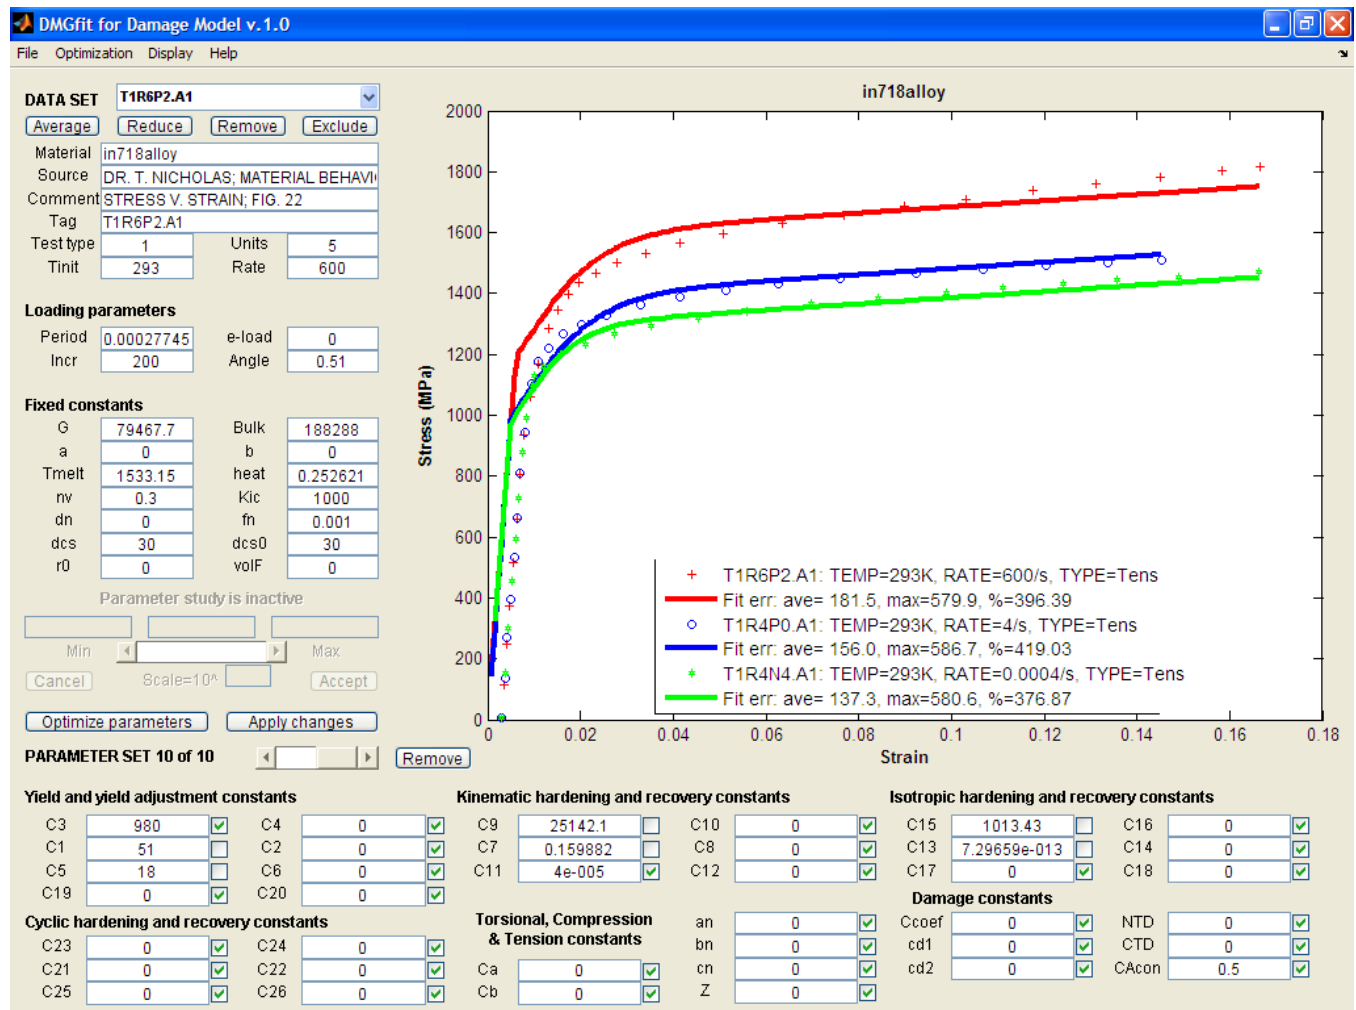 DMGfit for Damage Model v.1.0
File Optimization Display Help
DATA SET T1R6P2.A1
Average Reduce Remove Exclude
Material in718alloy
Source DR. T. NICHOLAS; MATERIAL BEHAVI
Comment STRESS V. STRAIN; FIG. 22
Tag T1R6P2.A1
Test type 1 Units 5
Tinit 293 Rate 600
Loading parameters
Period 0.00027745 e-load 0
Incr 200 Angle 0.51
Fixed constants
G 79467.7 Bulk 188288
a 0 b 0
Tmelt 1533.15 heat 0.252621
nv 0.3 Kic 1000
dn 0 fn 0.001
dcs 30 dcs0 30
r0 0 volF 0
Parameter study is inactive
Min Max
Cancel Scale=10^ Accept
Optimize parameters Apply changes
PARAMETER SET 10 of 10 Remove
in718alloy
2000
1800
1600
1400
1200
1000
800
600
400
200
0
Stress (MPa)
0 0.02 0.04 0.06 0.08 0.1 0.12 0.14 0.16 0.18
Strain
T1R6P2.A1: TEMP=293K, RATE=600/s, TYPE=Tens
Fit err: ave= 181.5, max=579.9, %=396.39
T1R4P0.A1: TEMP=293K, RATE=4/s, TYPE=Tens
Fit err: ave= 156.0, max=586.7, %=419.03
T1R4N4.A1: TEMP=293K, RATE=0.0004/s, TYPE=Tens
Fit err: ave= 137.3, max=580.6, %=376.87
Yield and yield adjustment constants
C3 980 C4 0
C1 51 C2 0
C5 18 C6 0
C19 0 C20 0
Cyclic hardening and recovery constants
C23 0 C24 0
C21 0 C22 0
C25 0 C26 0
Kinematic hardening and recovery constants
C9 25142.1 C10 0
C7 0.159882 C8 0
C11 4e-005 C12 0
Torsional, Compression
& Tension constants
Ca 0
Cb 0
an 0
bn 0
cn 0
Z 0
Isotropic hardening and recovery constants
C15 1013.43 C16 0
C13 7.29659e-013 C14 0
C17 0 C18 0
Damage constants
Ccoef 0 NTD 0
cd1 0 CTD 0
cd2 0 CAcon 0.5